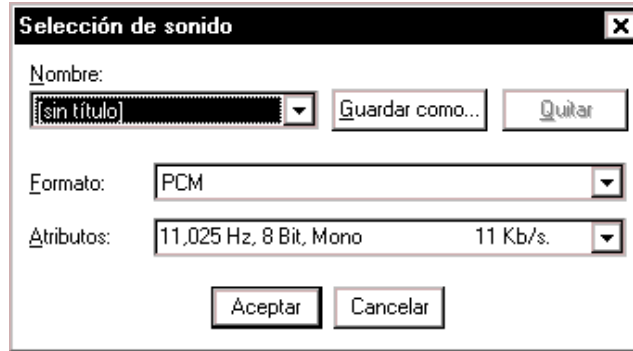 Selección de sonido
Nombre:
[sin título] Guardar como... Quitar
Formato: PCM
Atributos: 11,025 Hz, 8 Bit, Mono 11 Kb/s.
Aceptar Cancelar